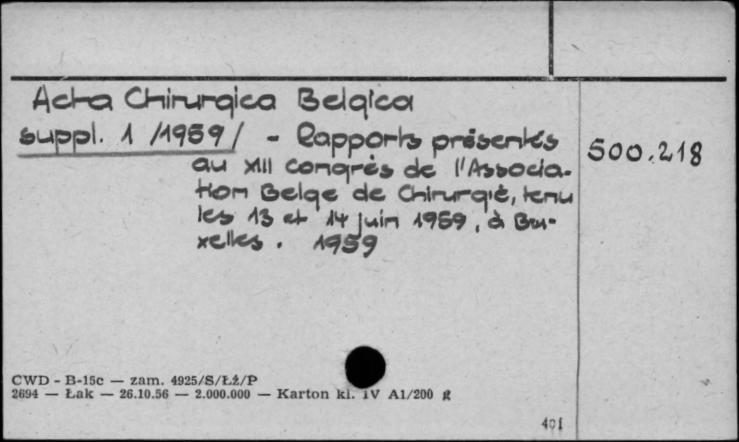 Acta Chirurgica Belgica
suppl. 1 /1959/ - Rapports présentés
500.218
au XIII congrès de l'Associa-
tion Belge de Chirurgie, tenu
les 13 et 14 juin 1959, à Bru-
xelles. 1959
CWD - B-15c — zam. 4925/S/Łż/P
2694 — Łak — 26.10.56 — 2.000.000 — Karton kl. IV A1/200 g
401